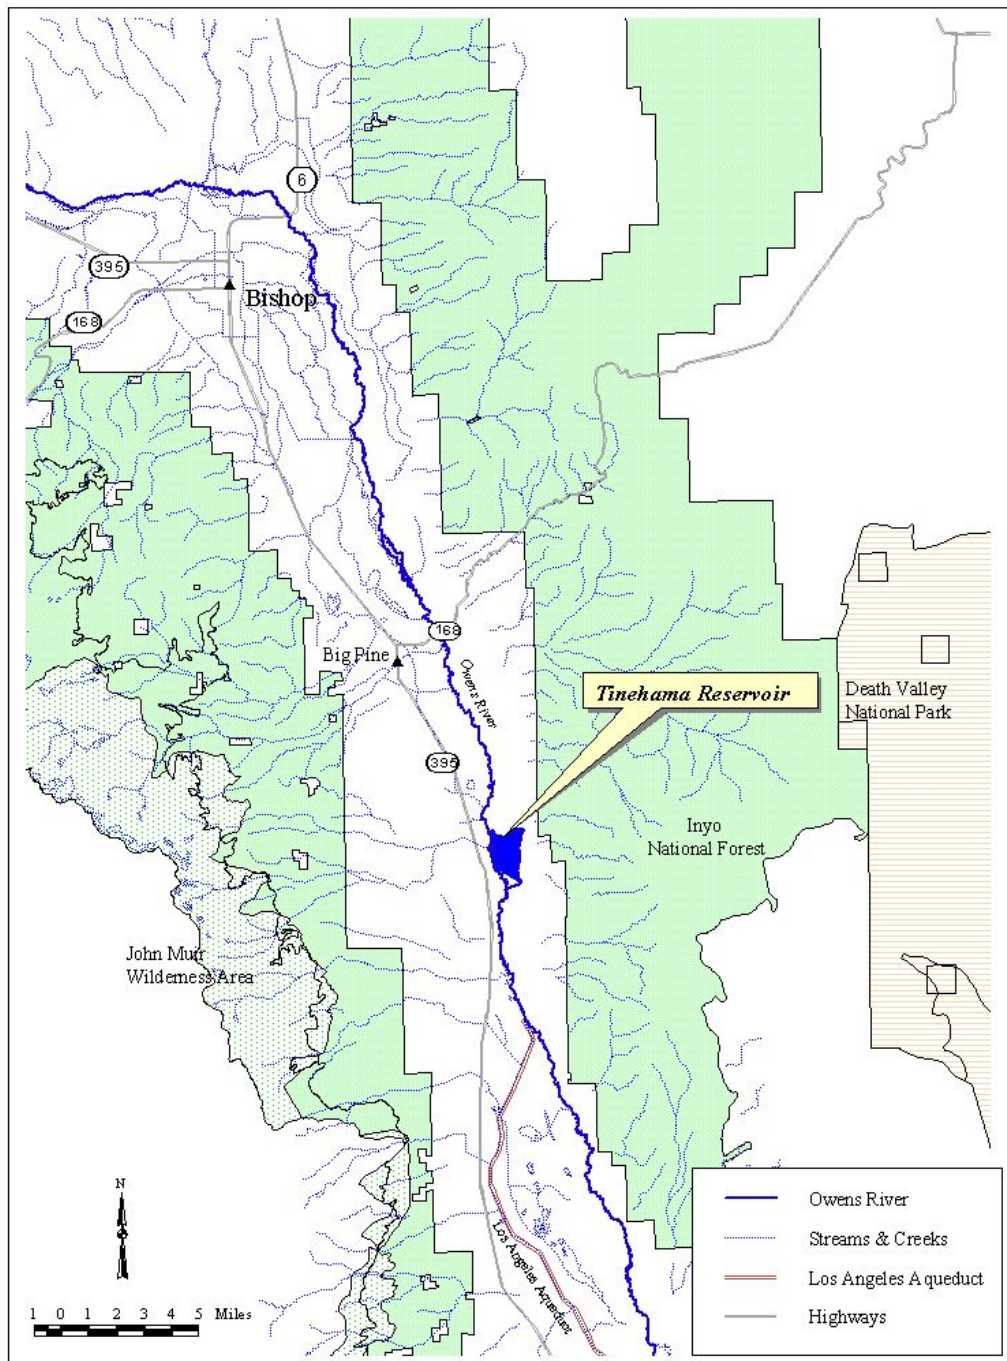 6
395
Bishop
168
168
Big Pine
Owens River
Tinehama Reservoir
Death Valley
National Park
395
Inyo
National Forest
John Muir
Wilderness Area
Los Angeles Aqueduct
N
1 0 1 2 3 4 5 Miles
Owens River
Streams & Creeks
Los Angeles Aqueduct
Highways